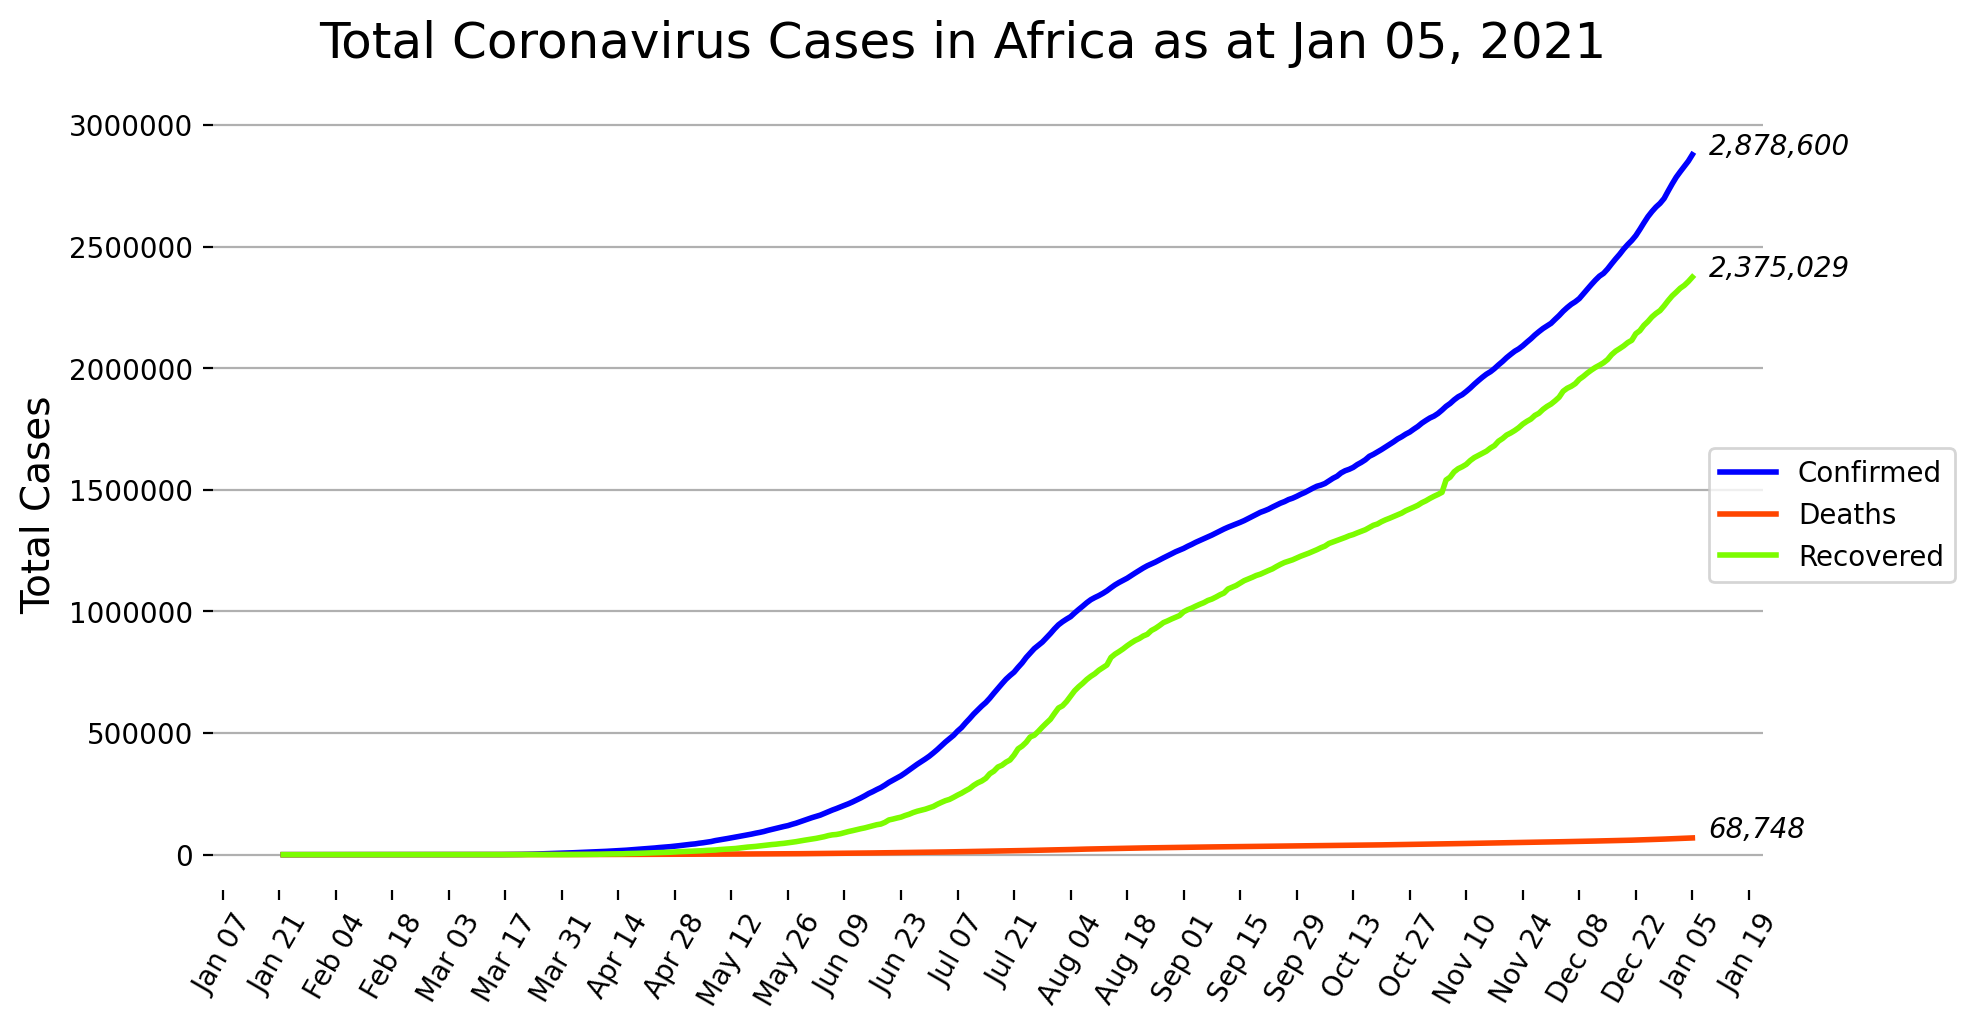 Total Coronavirus Cases in Africa as at Jan 05, 2021
Total Cases
3000000
2500000
2000000
1500000
1000000
500000
0
2,878,600
2,375,029
68,748
Confirmed
Deaths
Recovered
Jan 07
Jan 21
Feb 04
Feb 18
Mar 03
Mar 17
Mar 31
Apr 14
Apr 28
May 12
May 26
Jun 09
Jun 23
Jul 07
Jul 21
Aug 04
Aug 18
Sep 01
Sep 15
Sep 29
Oct 13
Oct 27
Nov 10
Nov 24
Dec 08
Dec 22
Jan 05
Jan 19